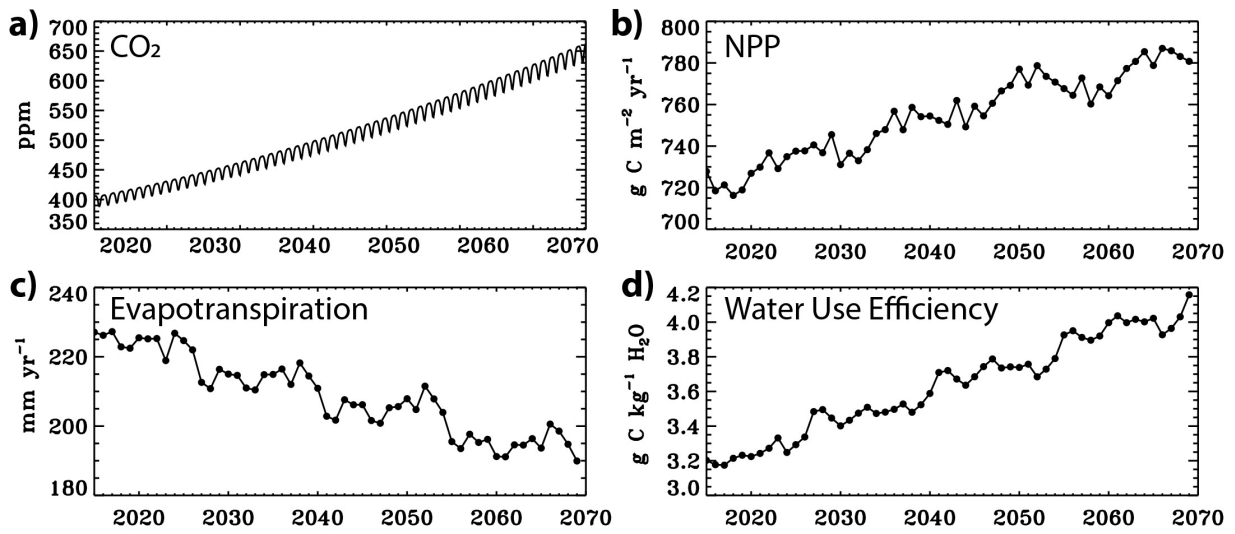 a)
CO₂
700
650
600
550
500
450
400
350
ppm
2020 2030 2040 2050 2060 2070
b)
NPP
800
780
760
740
720
700
g C m⁻² yr⁻¹
2020 2030 2040 2050 2060 2070
c)
Evapotranspiration
240
220
200
180
mm yr⁻¹
2020 2030 2040 2050 2060 2070
d)
Water Use Efficiency
4.2
4.0
3.8
3.6
3.4
3.2
3.0
g C kg⁻¹ H₂O
2020 2030 2040 2050 2060 2070